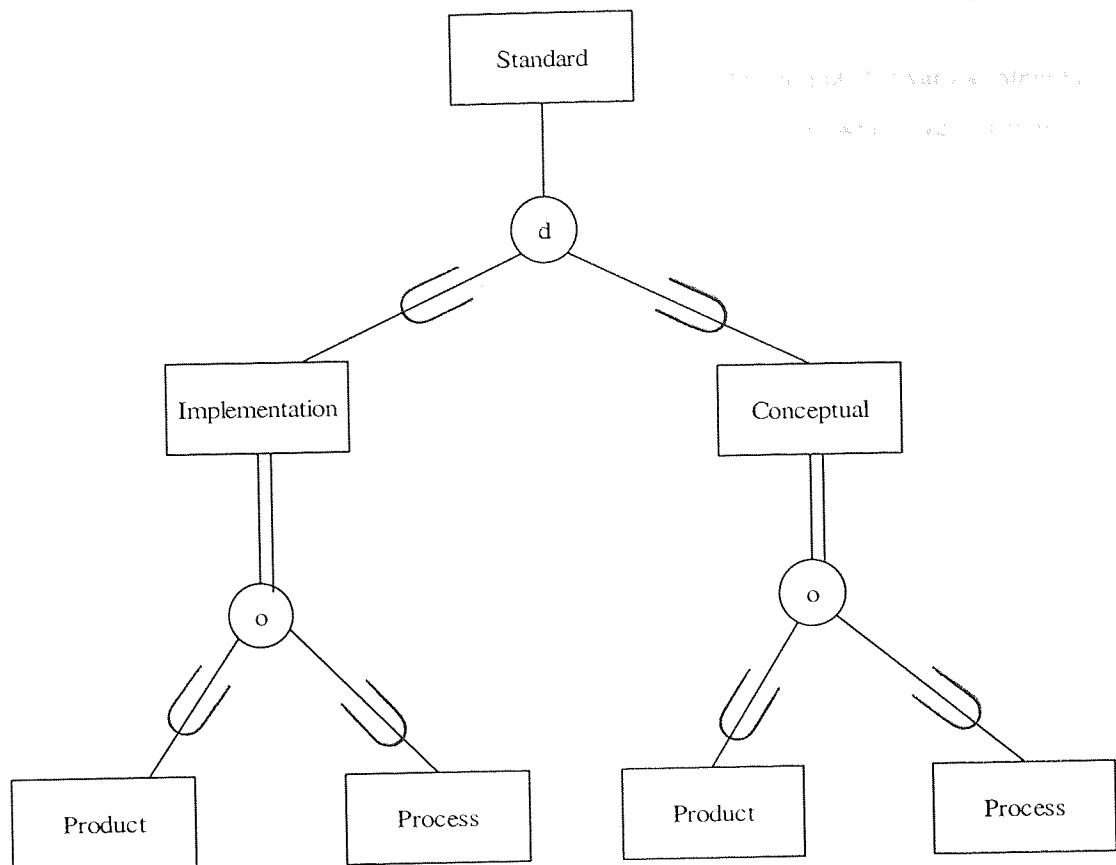 Standard
d
Implementation
Conceptual
o
o
Product
Process
Product
Process